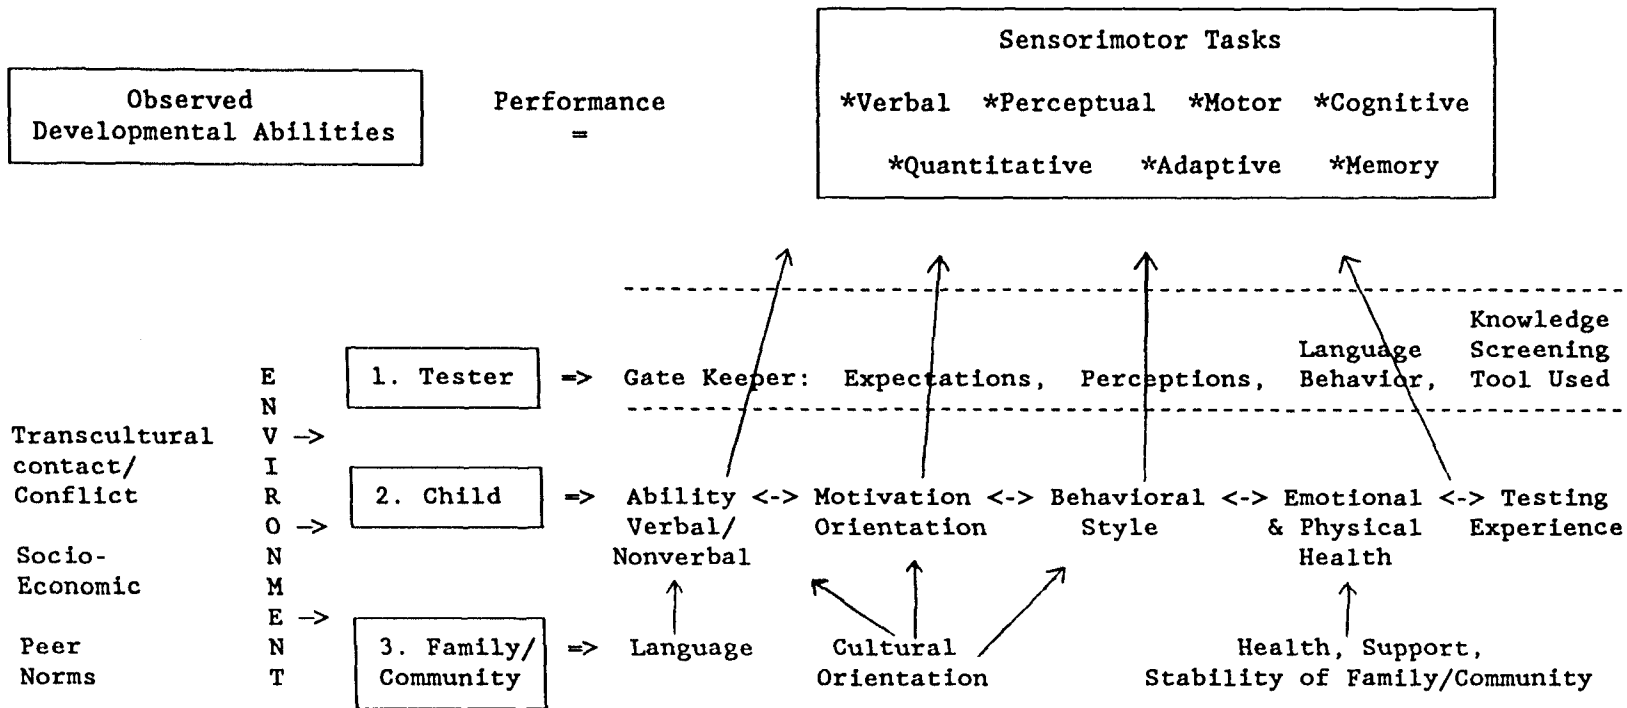 Sensorimotor Tasks
Observed
Developmental Abilities
Performance
=
*Verbal *Perceptual *Motor *Cognitive
*Quantitative *Adaptive *Memory
Knowledge
Language Screening
1. Tester => Gate Keeper: Expectations, Perceptions, Behavior, Tool Used
ENVIRONMENT
Transcultural
contact/
Conflict
->
2. Child => Ability <-> Motivation <-> Behavioral <-> Emotional <-> Testing
Verbal/ Orientation Style & Physical Experience
Nonverbal Health
->
Socio-
Economic
->
Peer
Norms
3. Family/ => Language Cultural Health, Support,
Community Orientation Stability of Family/Community